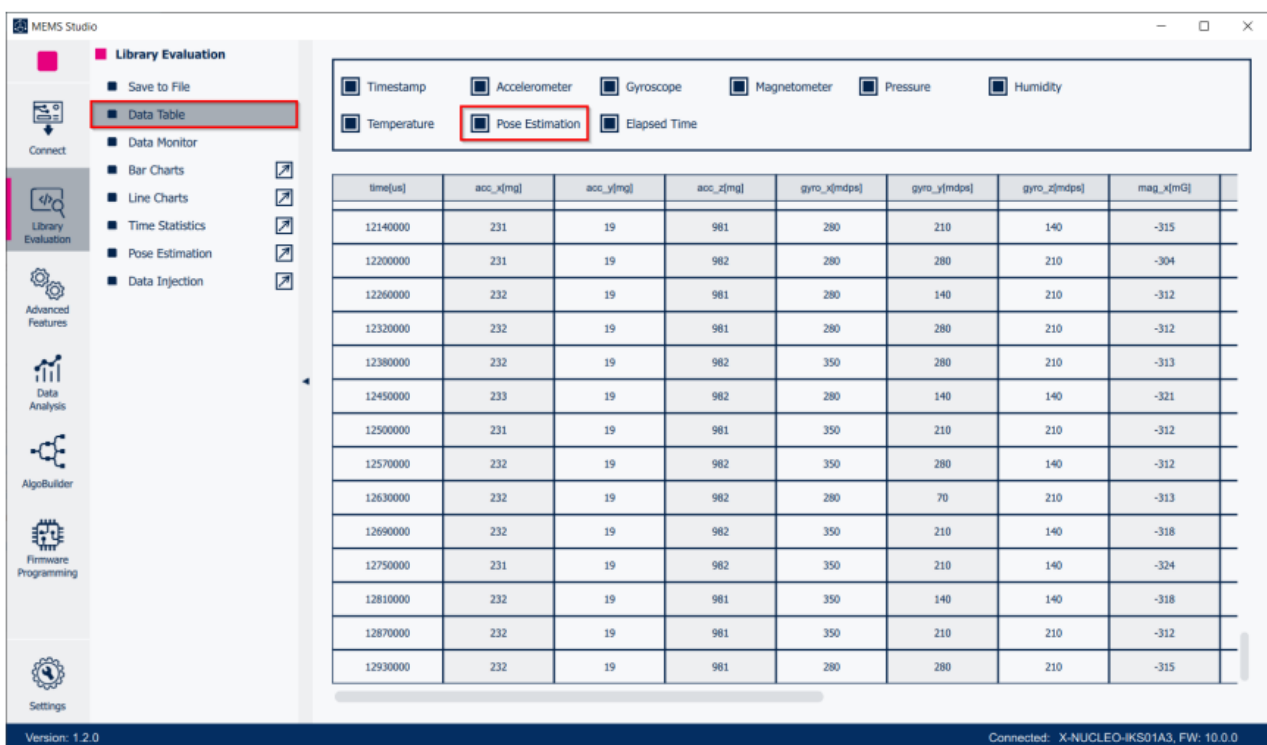 MEMS Studio
Connect
Library
Evaluation
Advanced
Features
Data
Analysis
AlgoBuilder
Firmware
Programming
Settings
Library Evaluation
Save to File
Data Table
Data Monitor
Bar Charts
Line Charts
Time Statistics
Pose Estimation
Data Injection
Timestamp Accelerometer Gyroscope Magnetometer Pressure Humidity
Temperature Pose Estimation Elapsed Time
time[us] acc_x[mg] acc_y[mg] acc_z[mg] gyro_x[mdps] gyro_y[mdps] gyro_z[mdps] mag_x[mG]
12140000 231 19 981 280 210 140 -315
12200000 231 19 982 280 280 210 -304
12260000 232 19 981 280 140 210 -312
12320000 232 19 981 280 280 210 -312
12380000 232 19 982 350 280 210 -313
12450000 233 19 982 280 140 140 -321
12500000 231 19 981 350 210 210 -312
12570000 232 19 982 350 280 140 -312
12630000 232 19 982 280 70 210 -313
12690000 232 19 982 350 210 140 -318
12750000 231 19 982 350 210 140 -324
12810000 232 19 981 350 140 140 -318
12870000 232 19 981 350 210 210 -312
12930000 232 19 981 280 280 210 -315
Version: 1.2.0
Connected: X-NUCLEO-IKS01A3, FW: 10.0.0